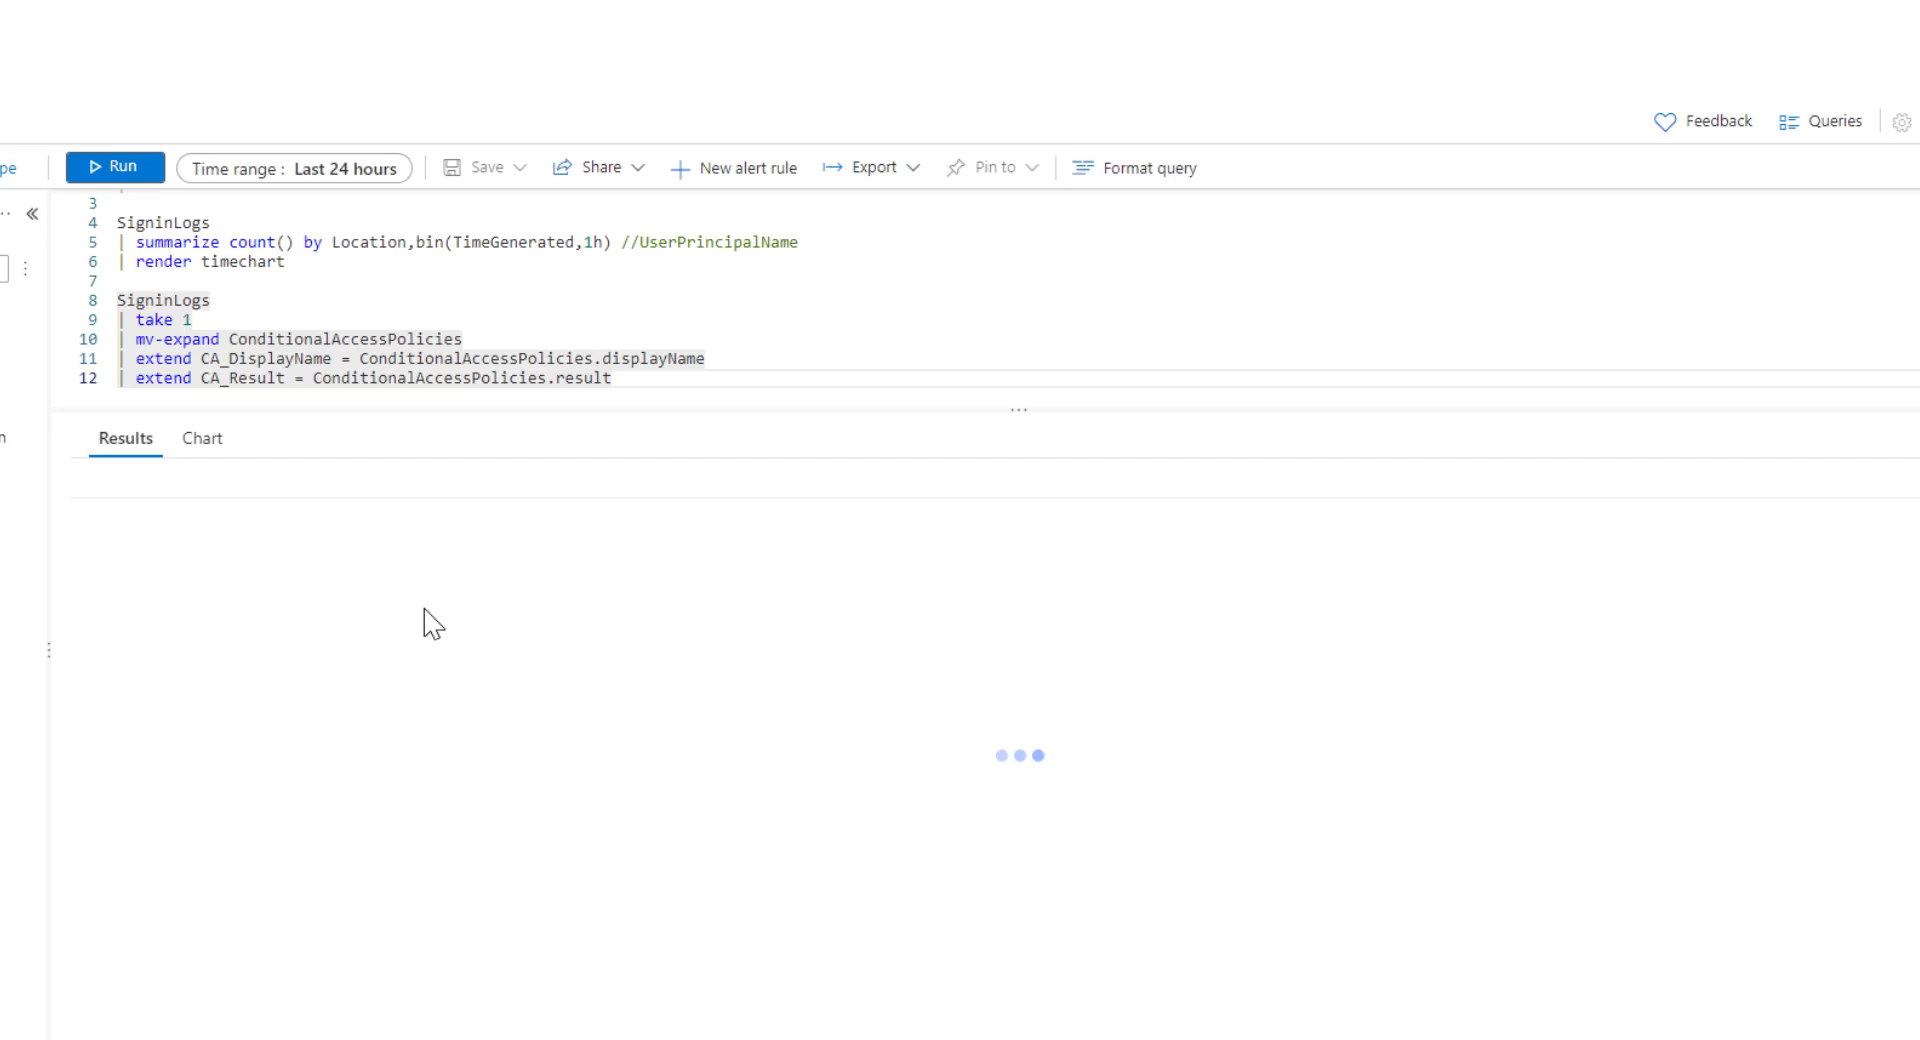 Feedback Queries
pe Run Time range : Last 24 hours Save Share New alert rule Export Pin to Format query
3
4 SigninLogs
5 | summarize count() by Location,bin(TimeGenerated,1h) //UserPrincipalName
6 | render timechart
7
8 SigninLogs
9 | take 1
10 | mv-expand ConditionalAccessPolicies
11 | extend CA_DisplayName = ConditionalAccessPolicies.displayName
12 | extend CA_Result = ConditionalAccessPolicies.result
n
Results Chart